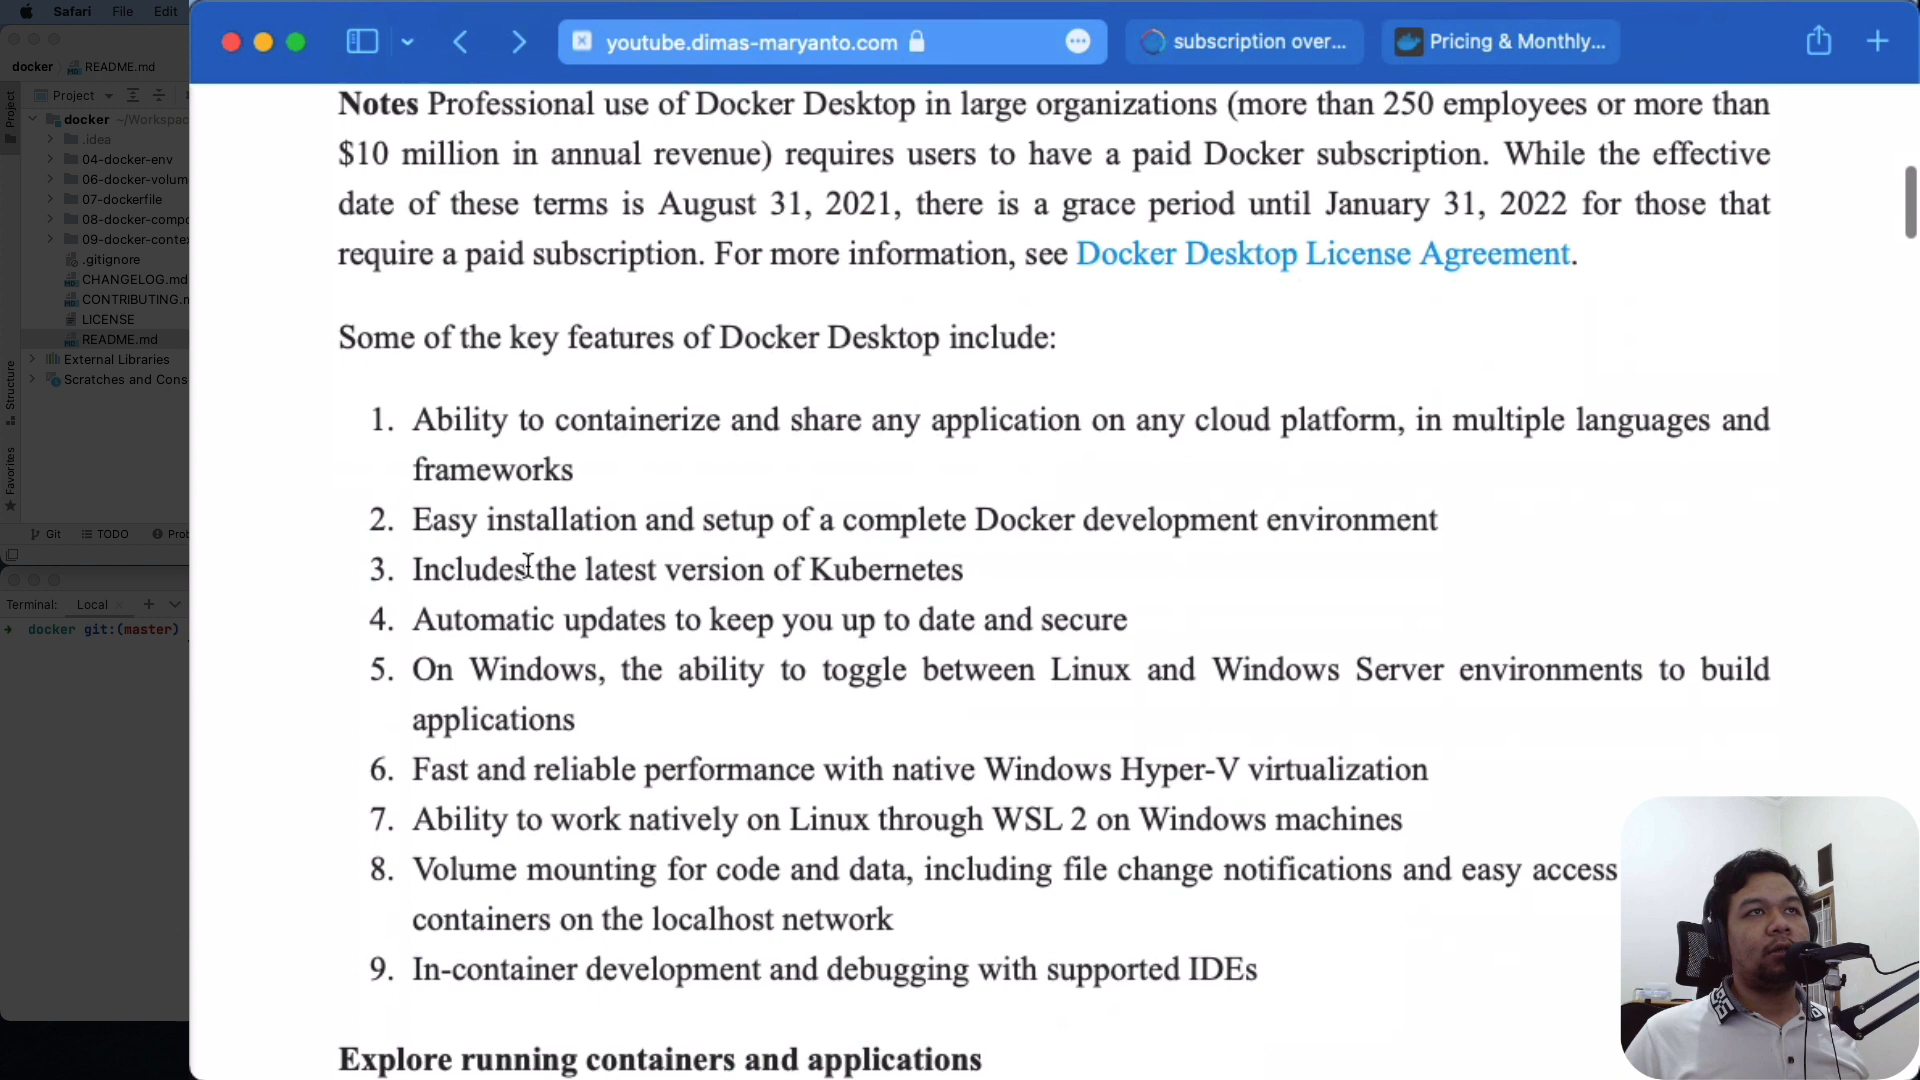 Safari File Edit
youtube.dimas-maryanto.com
subscription over...
Pricing & Monthly...
docker README.md
Project
Project
docker ~/Workspac
.idea
04-docker-env
06-docker-volum
07-dockerfile
08-docker-compo
09-docker-conte
.gitignore
CHANGELOG.md
CONTRIBUTING.n
LICENSE
README.md
External Libraries
Scratches and Cons
Structure
Favorites
Git TODO Prob
Terminal: Local
docker git:(master)
Notes Professional use of Docker Desktop in large organizations (more than 250 employees or more than
$10 million in annual revenue) requires users to have a paid Docker subscription. While the effective
date of these terms is August 31, 2021, there is a grace period until January 31, 2022 for those that
require a paid subscription. For more information, see Docker Desktop License Agreement.
Some of the key features of Docker Desktop include:
1. Ability to containerize and share any application on any cloud platform, in multiple languages and
frameworks
2. Easy installation and setup of a complete Docker development environment
3. Includes the latest version of Kubernetes
4. Automatic updates to keep you up to date and secure
5. On Windows, the ability to toggle between Linux and Windows Server environments to build
applications
6. Fast and reliable performance with native Windows Hyper-V virtualization
7. Ability to work natively on Linux through WSL 2 on Windows machines
8. Volume mounting for code and data, including file change notifications and easy access
containers on the localhost network
9. In-container development and debugging with supported IDEs
Explore running containers and applications